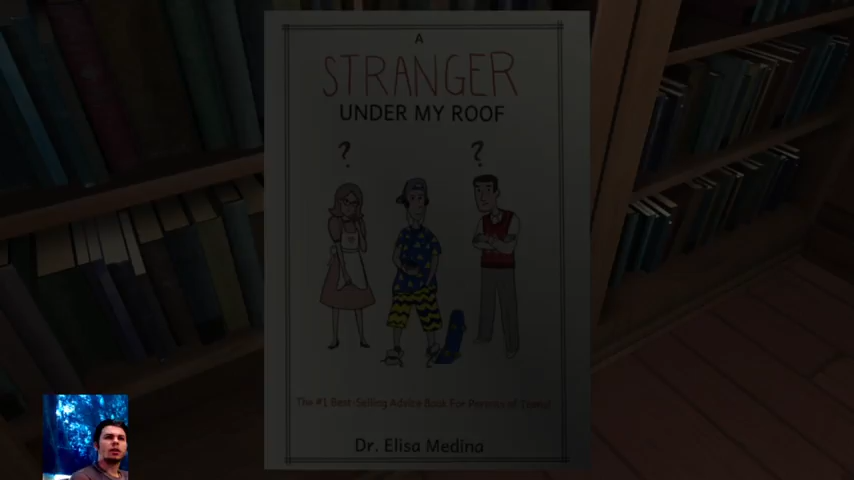 A
STRANGER
UNDER MY ROOF
? ?
The #1 Best-Selling Advice Book For Parents of Teens!
Dr. Elisa Medina